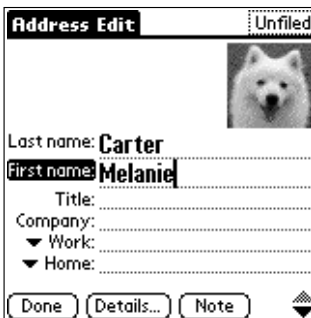 Address Edit Unfiled
Last name: Carter
First name: Melanie
Title:
Company:
Work:
Home:
Done Details... Note